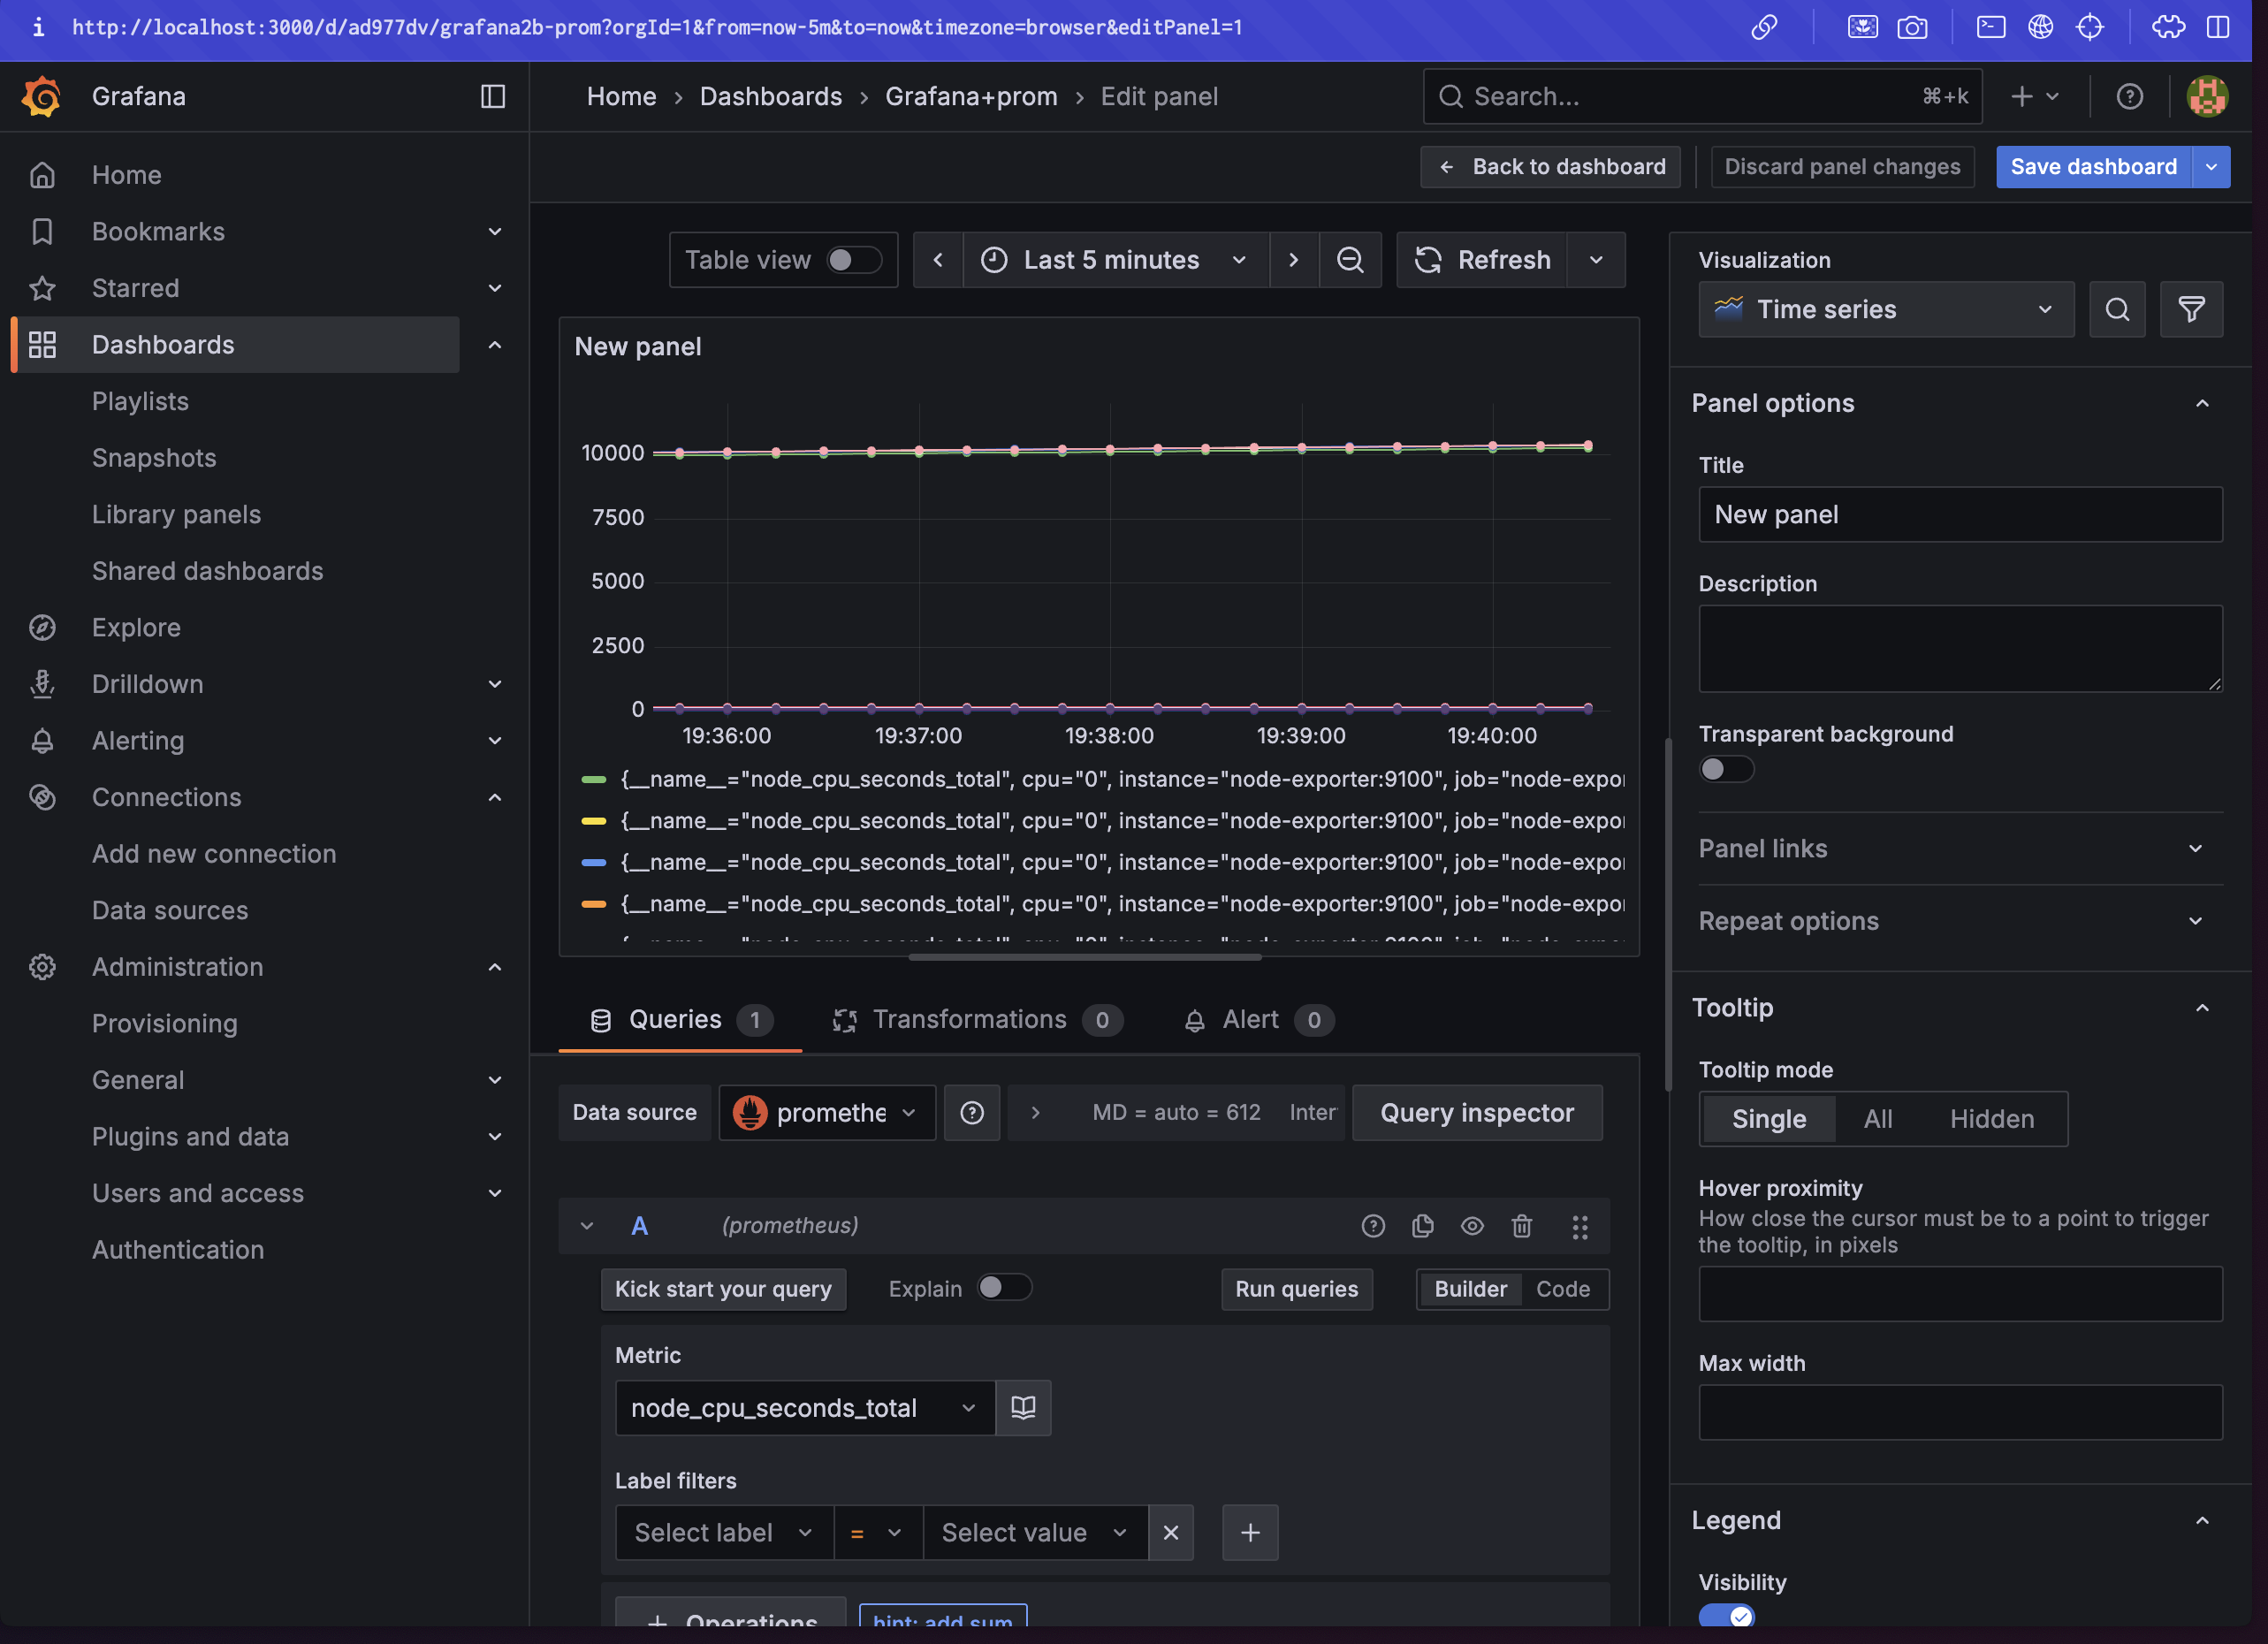 http://localhost:3000/d/ad977dv/grafana2b-prom?orgId=1&from=now-5m&to=now&timezone=browser&editPanel=1
Grafana
Home › Dashboards › Grafana+prom › Edit panel
Search...
⌘+k
Back to dashboard
Discard panel changes
Save dashboard
Home
Bookmarks
Starred
Dashboards
Playlists
Snapshots
Library panels
Shared dashboards
Explore
Drilldown
Alerting
Connections
Add new connection
Data sources
Administration
Provisioning
General
Plugins and data
Users and access
Authentication
Table view
Last 5 minutes
Refresh
New panel
10000
7500
5000
2500
0
19:36:00 19:37:00 19:38:00 19:39:00 19:40:00
{__name__="node_cpu_seconds_total", cpu="0", instance="node-exporter:9100", job="node-expor
{__name__="node_cpu_seconds_total", cpu="0", instance="node-exporter:9100", job="node-expor
{__name__="node_cpu_seconds_total", cpu="0", instance="node-exporter:9100", job="node-expor
{__name__="node_cpu_seconds_total", cpu="0", instance="node-exporter:9100", job="node-expor
Queries 1
Transformations 0
Alert 0
Data source
promethe
MD = auto = 612
Inter
Query inspector
A
(prometheus)
Kick start your query
Explain
Run queries
Builder
Code
Metric
node_cpu_seconds_total
Label filters
Select label
=
Select value
+ Operations
hint: add sum
Visualization
Time series
Panel options
Title
New panel
Description
Transparent background
Panel links
Repeat options
Tooltip
Tooltip mode
Single
All
Hidden
Hover proximity
How close the cursor must be to a point to trigger
the tooltip, in pixels
Max width
Legend
Visibility